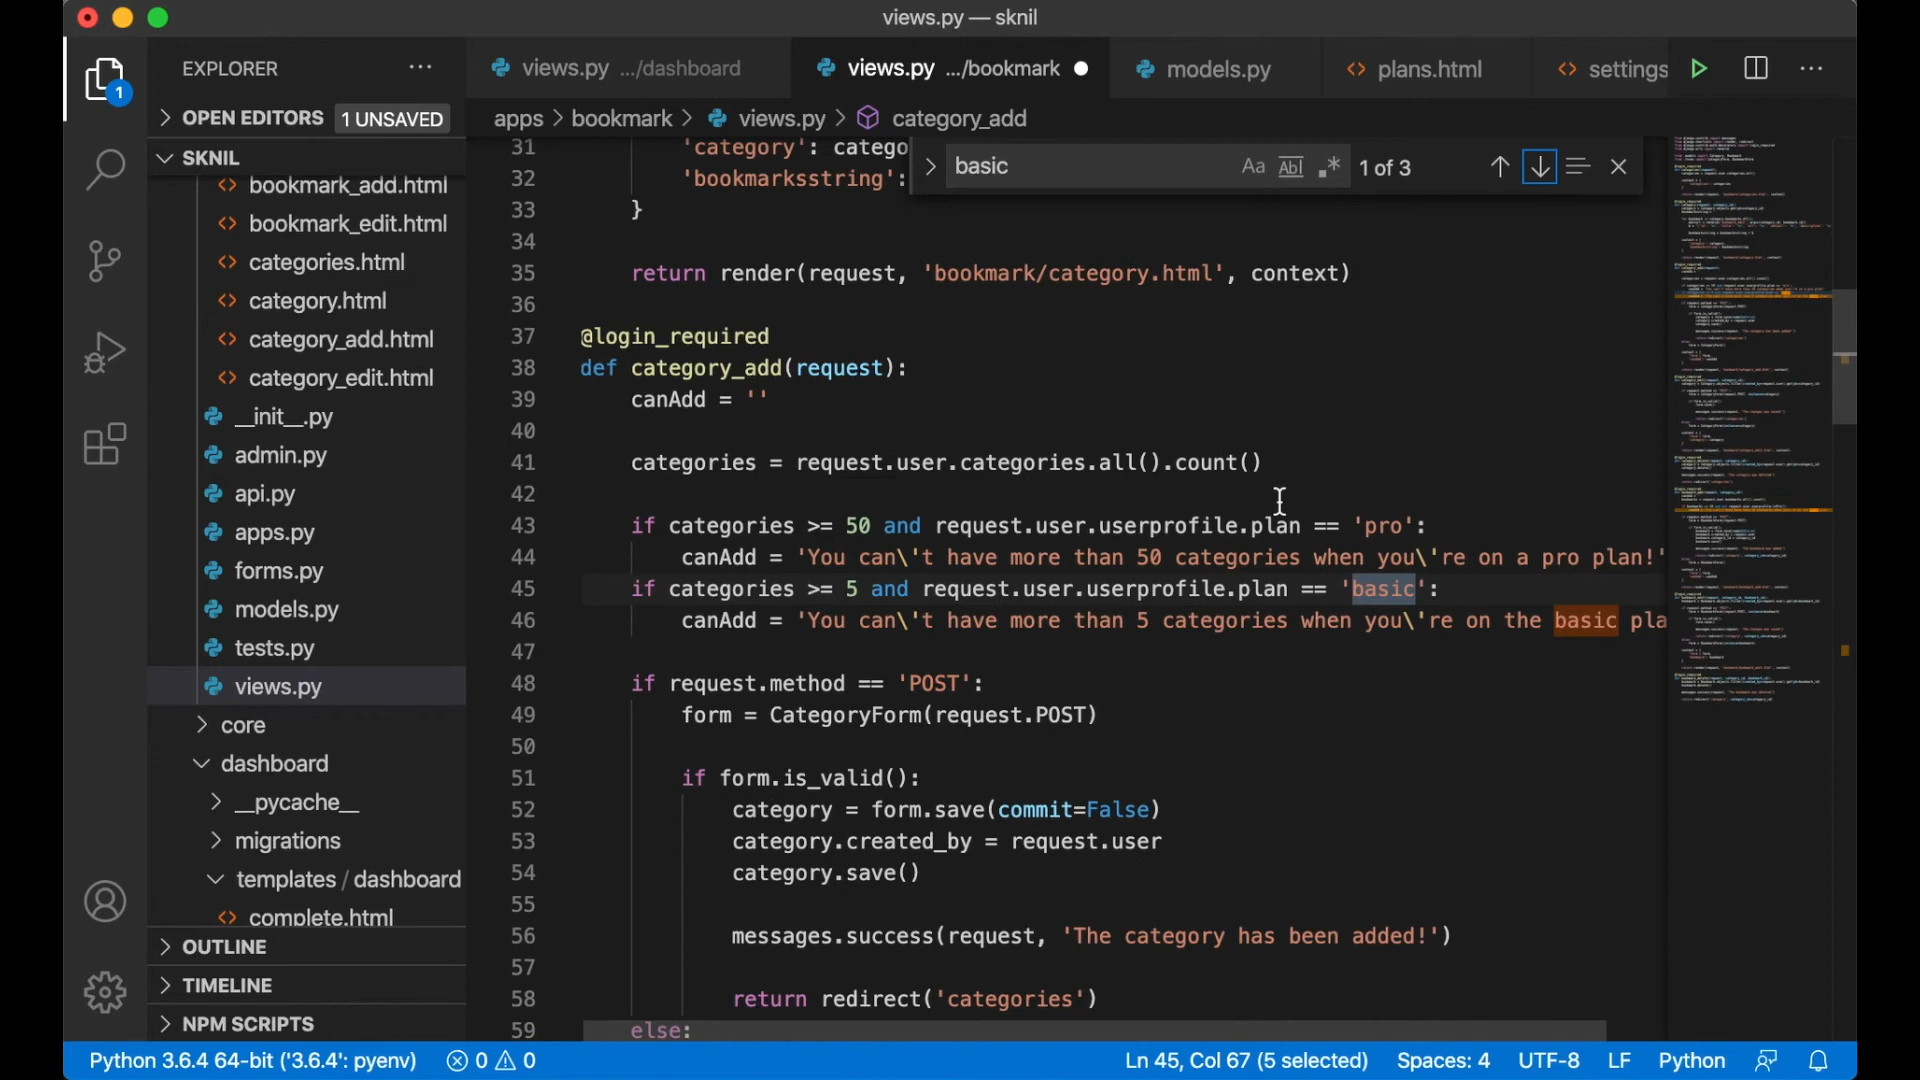 views.py — sknil
EXPLORER
views.py .../dashboard
views.py .../bookmark
models.py
plans.html
settings
1
OPEN EDITORS
1 UNSAVED
apps > bookmark > views.py > category_add
SKNIL
basic
Aa
Abl
.*
1 of 3
bookmark_add.html
bookmark_edit.html
categories.html
category.html
category_add.html
category_edit.html
__init__.py
admin.py
api.py
apps.py
forms.py
models.py
tests.py
views.py
core
dashboard
__pycache__
migrations
templates / dashboard
complete.html
OUTLINE
TIMELINE
NPM SCRIPTS
31 'category': catego
32 'bookmarksstring':
33 }
34
35 return render(request, 'bookmark/category.html', context)
36
37 @login_required
38 def category_add(request):
39 canAdd = ''
40
41 categories = request.user.categories.all().count()
42
43 if categories >= 50 and request.user.userprofile.plan == 'pro':
44 canAdd = 'You can\'t have more than 50 categories when you\'re on a pro plan!'
45 if categories >= 5 and request.user.userprofile.plan == 'basic':
46 canAdd = 'You can\'t have more than 5 categories when you\'re on the basic pla
47
48 if request.method == 'POST':
49 form = CategoryForm(request.POST)
50
51 if form.is_valid():
52 category = form.save(commit=False)
53 category.created_by = request.user
54 category.save()
55
56 messages.success(request, 'The category has been added!')
57
58 return redirect('categories')
59 else:
Python 3.6.4 64-bit ('3.6.4': pyenv)
0
0
Ln 45, Col 67 (5 selected)
Spaces: 4
UTF-8
LF
Python